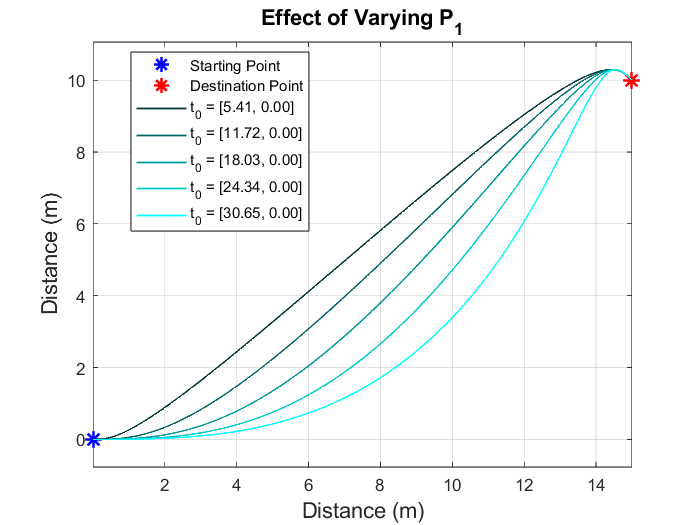 Effect of Varying P1
Starting Point
Destination Point
t0 = [5.41, 0.00]
t0 = [11.72, 0.00]
t0 = [18.03, 0.00]
t0 = [24.34, 0.00]
t0 = [30.65, 0.00]
Distance (m)
10
8
6
4
2
0
2 4 6 8 10 12 14
Distance (m)